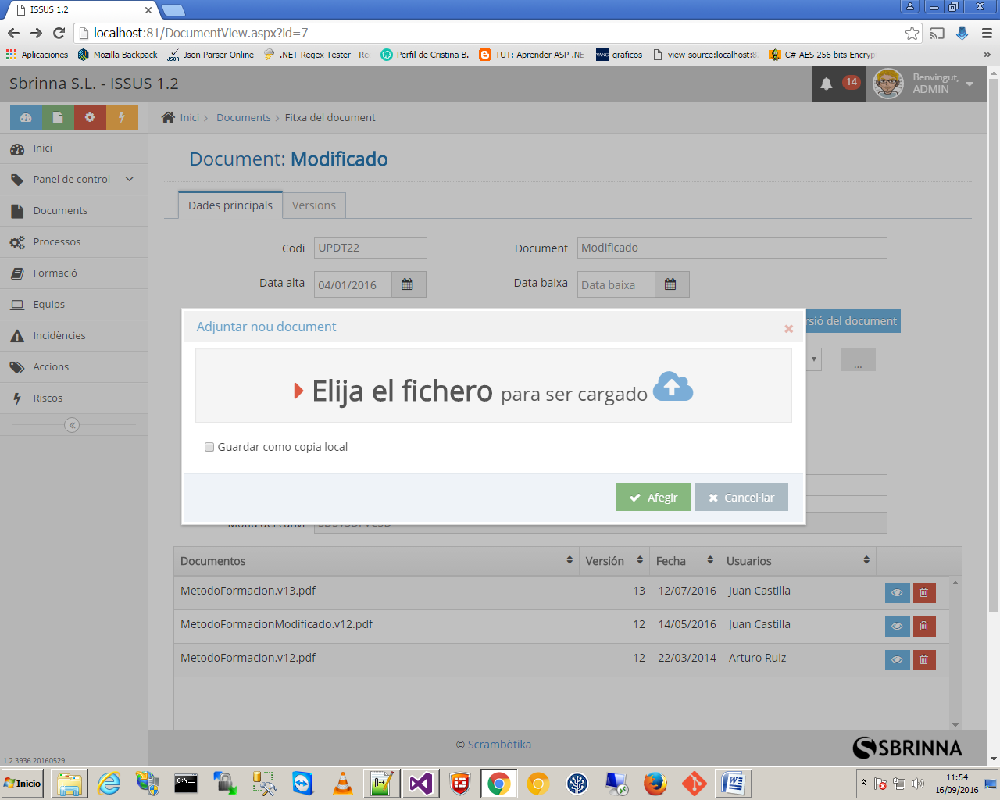 ISSUS 1.2
localhost:81/DocumentView.aspx?id=7
Aplicaciones
Mozilla Backpack
Json Parser Online
.NET Regex Tester - Re
Perfil de Cristina B.
TUT: Aprender ASP .NE
graficos
view-source:localhost:8
C# AES 256 bits Encryp
»
Sbrinna S.L. - ISSUS 1.2
14
Benvingut,
ADMIN
Inici > Documents > Fitxa del document
Inici
Panel de control
Documents
Processos
Formació
Equips
Incidències
Accions
Riscos
1.2.3936.20160529
Document: Modificado
Dades principals
Versions
Codi UPDT22 Document Modificado
Data alta 04/01/2016 Data baixa Data baixa
rsió del document
...
Adjuntar nou document
Elija el fichero para ser cargado
Guardar como copia local
Afegir
Cancel·lar
Documentos Versión Fecha Usuarios
MetodoFormacion.v13.pdf 13 12/07/2016 Juan Castilla
MetodoFormacionModificado.v12.pdf 12 14/05/2016 Juan Castilla
MetodoFormacion.v12.pdf 12 22/03/2014 Arturo Ruiz
© Scrambòtika
SBRINNA
Inicio
11:54
16/09/2016